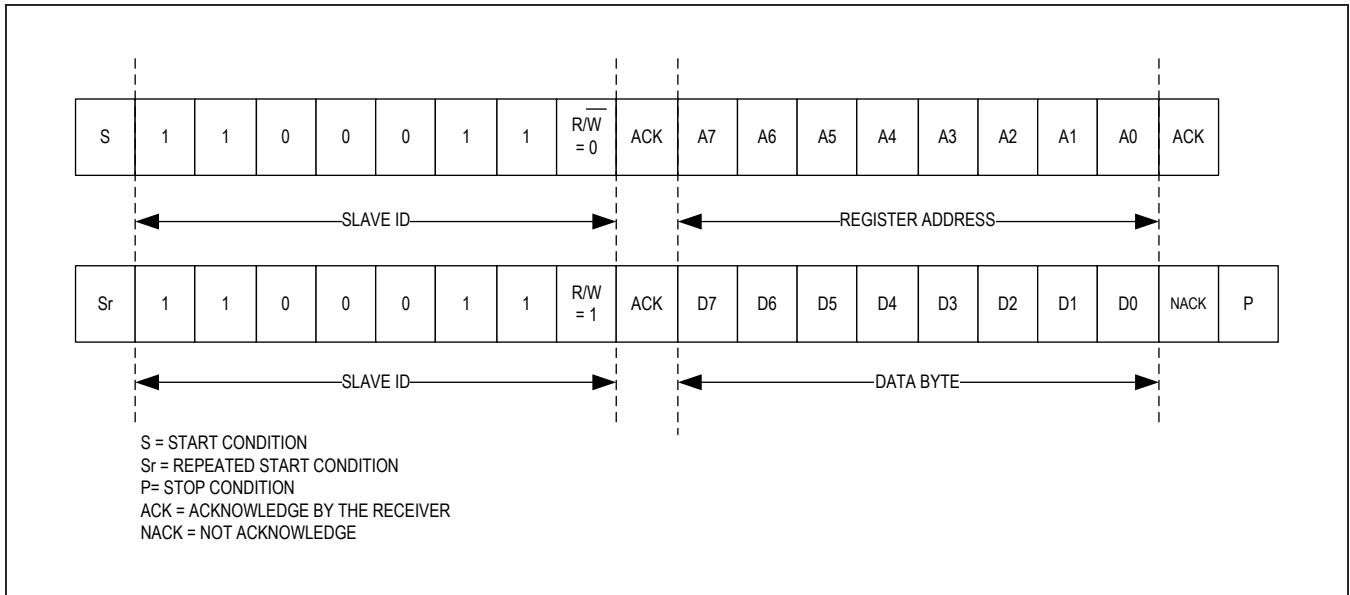 S 1 1 0 0 0 1 1 R/W̅ = 0 ACK A7 A6 A5 A4 A3 A2 A1 A0 ACK
SLAVE ID REGISTER ADDRESS
Sr 1 1 0 0 0 1 1 R/W = 1 ACK D7 D6 D5 D4 D3 D2 D1 D0 NACK P
SLAVE ID DATA BYTE
S = START CONDITION
Sr = REPEATED START CONDITION
P= STOP CONDITION
ACK = ACKNOWLEDGE BY THE RECEIVER
NACK = NOT ACKNOWLEDGE